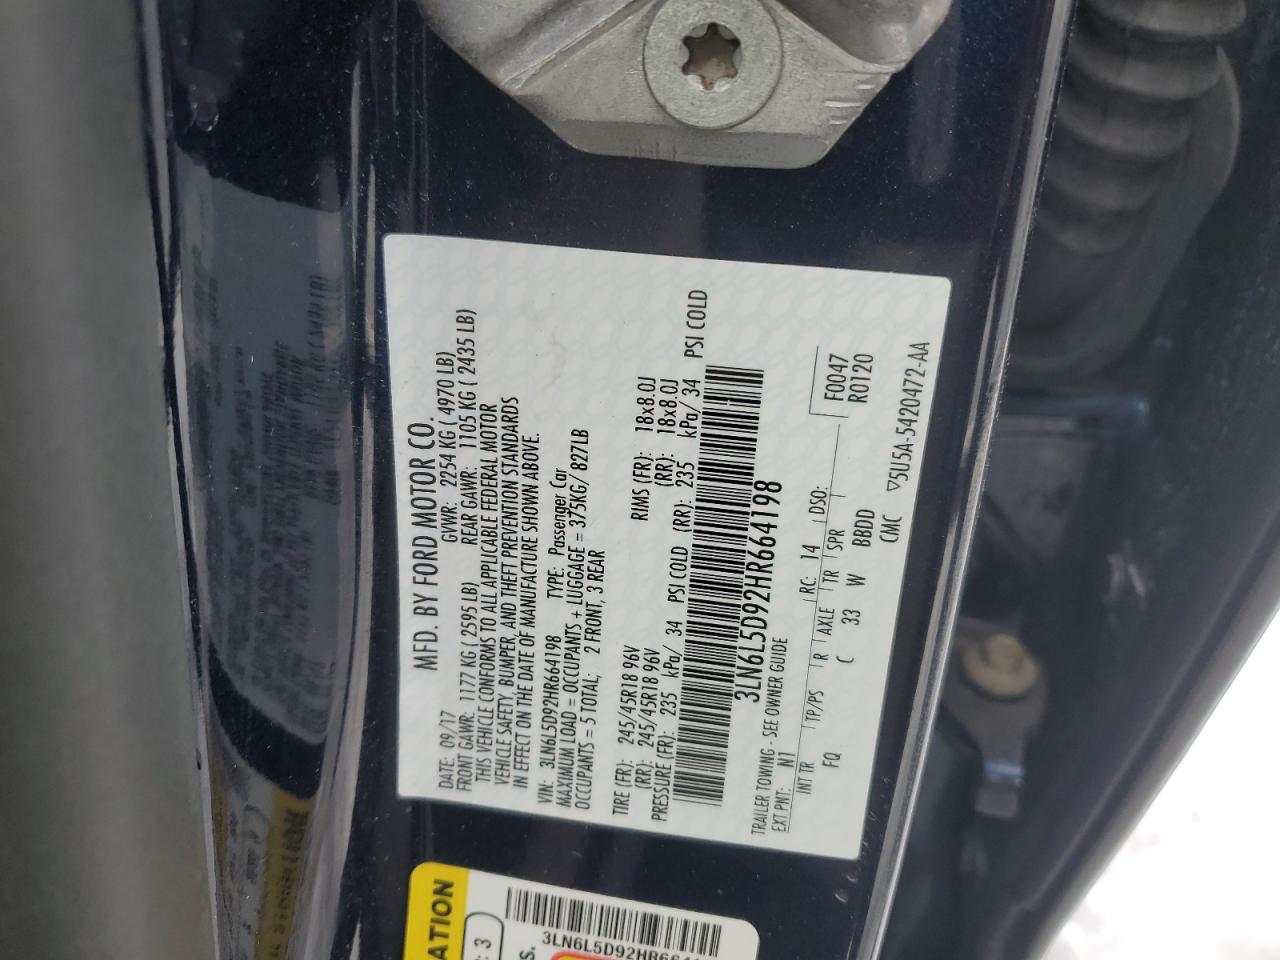 MFD. BY FORD MOTOR CO.
DATE: 09/17 GVWR: 2254 KG ( 4970 LB)
FRONT GAWR: 1177 KG ( 2595 LB) REAR GAWR: 1105 KG ( 2435 LB)
THIS VEHICLE CONFORMS TO ALL APPLICABLE FEDERAL MOTOR
VEHICLE SAFETY, BUMPER, AND THEFT PREVENTION STANDARDS
IN EFFECT ON THE DATE OF MANUFACTURE SHOWN ABOVE.
VIN: 3LN6L5D92HR664198 TYPE: Passenger Car
MAXIMUM LOAD = OCCUPANTS + LUGGAGE = 375KG/ 827LB
OCCUPANTS = 5 TOTAL; 2 FRONT, 3 REAR
TIRE (FR): 245/45R18 96V RIMS (FR): 18x8.0J
(RR): 245/45R18 96V (RR): 18x8.0J
PRESSURE (FR): 235 kPa/ 34 PSI COLD (RR): 235 kPa/ 34 PSI COLD
3LN6L5D92HR664198
TRAILER TOWING - SEE OWNER GUIDE
EXT PNT: N1 RC: 14 DSO: F0047
INT TR TP/PS R AXLE TR SPR R0120
FQ C 33 W BBDD
CMC ▽5U5A-5420472-AA
ATION
: 3
S.
3LN6L5D92HR6641